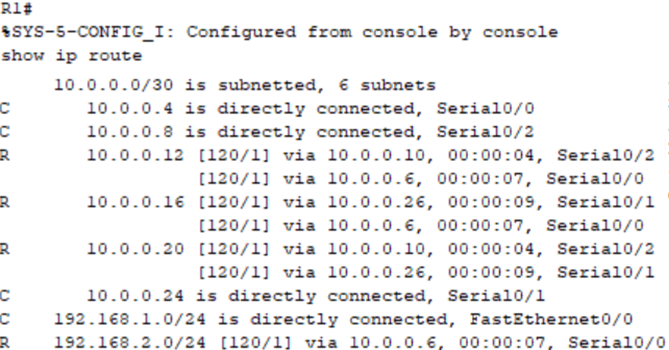 R1#
%SYS-5-CONFIG_I: Configured from console by console
show ip route
10.0.0.0/30 is subnetted, 6 subnets
C 10.0.0.4 is directly connected, Serial0/0
C 10.0.0.8 is directly connected, Serial0/2
R 10.0.0.12 [120/1] via 10.0.0.10, 00:00:04, Serial0/2
[120/1] via 10.0.0.6, 00:00:07, Serial0/0
R 10.0.0.16 [120/1] via 10.0.0.26, 00:00:09, Serial0/1
[120/1] via 10.0.0.6, 00:00:07, Serial0/0
R 10.0.0.20 [120/1] via 10.0.0.10, 00:00:04, Serial0/2
[120/1] via 10.0.0.26, 00:00:09, Serial0/1
C 10.0.0.24 is directly connected, Serial0/1
C 192.168.1.0/24 is directly connected, FastEthernet0/0
R 192.168.2.0/24 [120/1] via 10.0.0.6, 00:00:07, Serial0/0